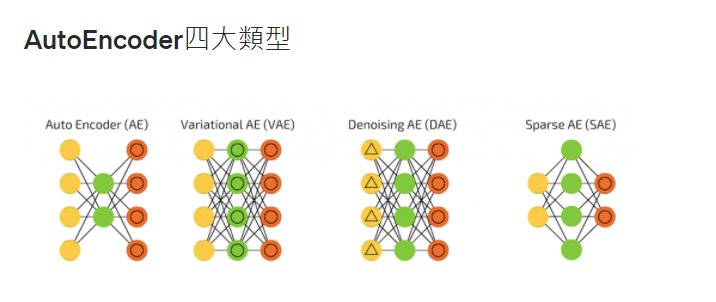 AutoEncoder四大類型
Auto Encoder (AE)
Variational AE (VAE)
Denoising AE (DAE)
Sparse AE (SAE)